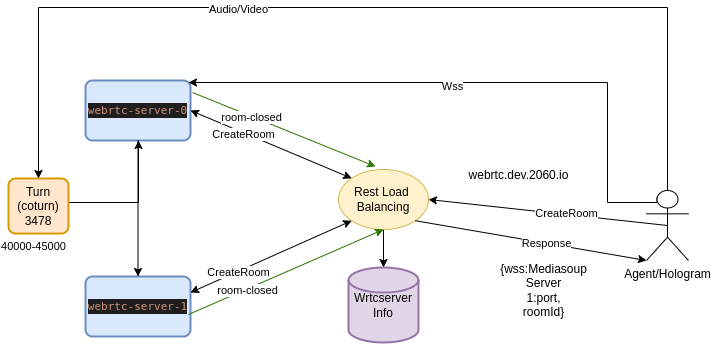 Audio/Video
Wss
webrtc-server-0
room-closed
CreateRoom
Turn
(coturn)
3478
40000-45000
Rest Load
Balancing
webrtc.dev.2060.io
CreateRoom
Response
Agent/Hologram
{wss:Mediasoup
Server
1:port,
roomId}
CreateRoom
room-closed
webrtc-server-1
Wrtcserver
Info